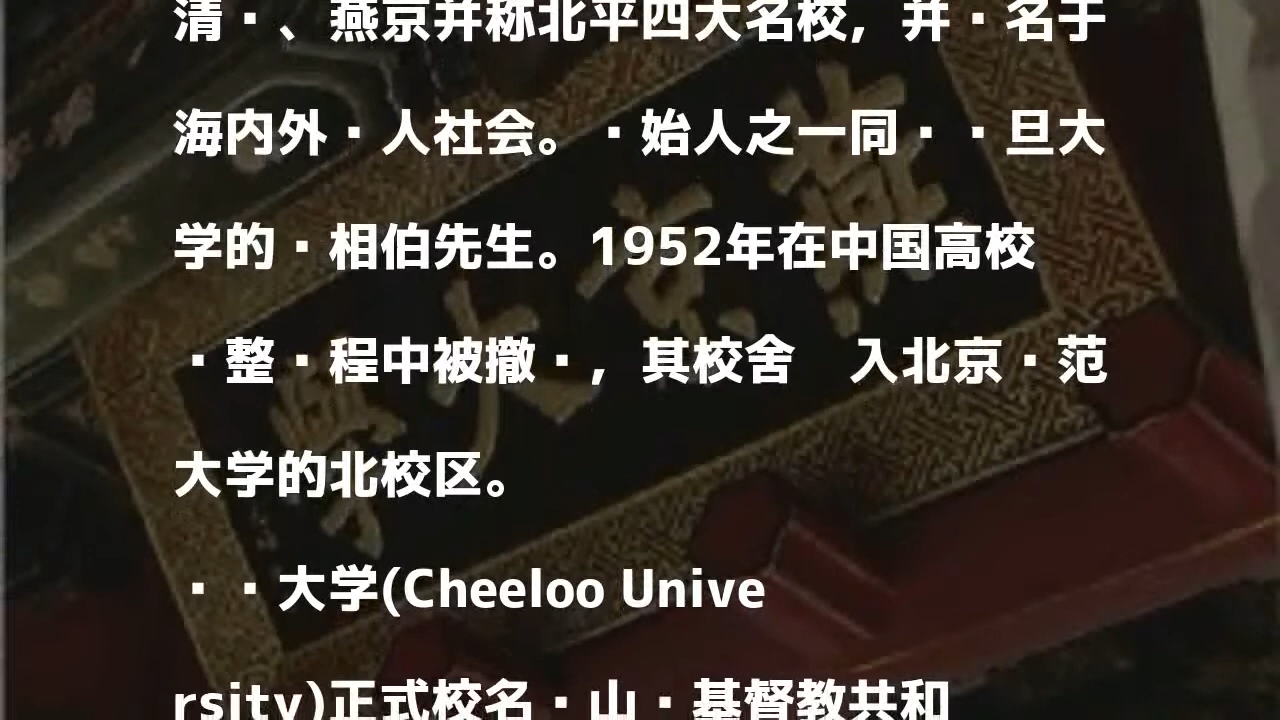 清·、燕京并称北平四大名校，并·名于
海内外·人社会。·始人之一同··旦大
学的·相伯先生。1952年在中国高校
·整·程中被撤·，其校舍　入北京·范
大学的北校区。
··大学(Cheeloo Unive
rsity)正式校名·山·基督教共和
燕京大學